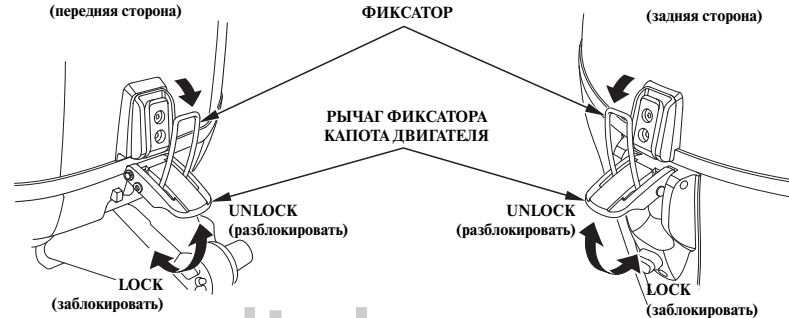 (передняя сторона)
ФИКСАТОР
(задняя сторона)
РЫЧАГ ФИКСАТОРА
КАПОТА ДВИГАТЕЛЯ
UNLOCK
(разблокировать)
UNLOCK
(разблокировать)
LOCK
(заблокировать)
LOCK
(заблокировать)